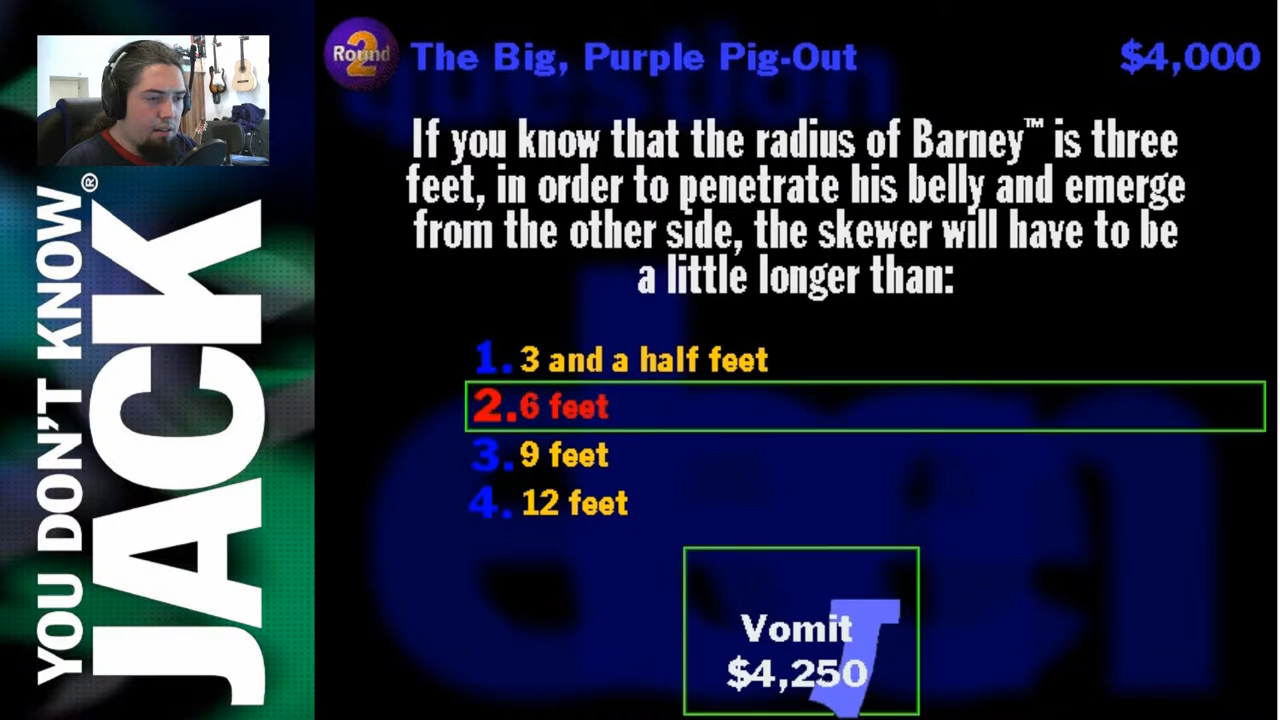 YOU DON'T KNOW
JACK®
Round 2
The Big, Purple Pig-Out
$4,000
If you know that the radius of Barney™ is three
feet, in order to penetrate his belly and emerge
from the other side, the skewer will have to be
a little longer than:
1. 3 and a half feet
2. 6 feet
3. 9 feet
4. 12 feet
Vomit
$4,250